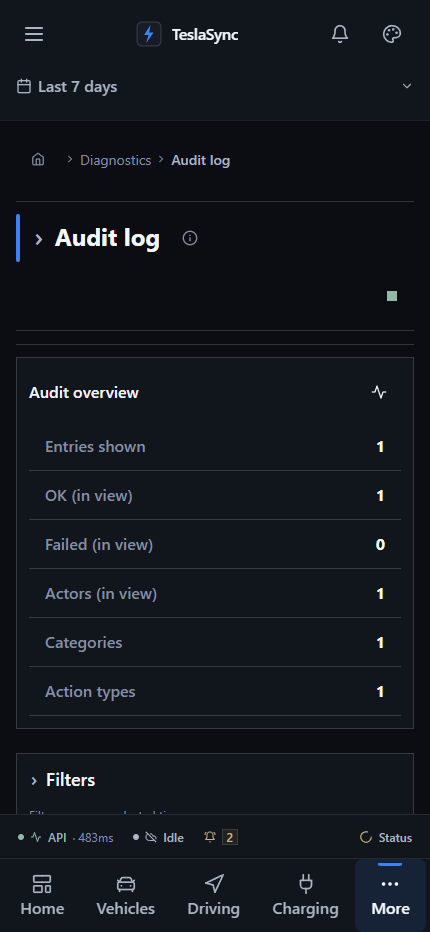 TeslaSync
Last 7 days
Diagnostics > Audit log
› Audit log
Audit overview
Entries shown 1
OK (in view) 1
Failed (in view) 0
Actors (in view) 1
Categories 1
Action types 1
› Filters
API · 483ms Idle 2 Status
Home Vehicles Driving Charging More